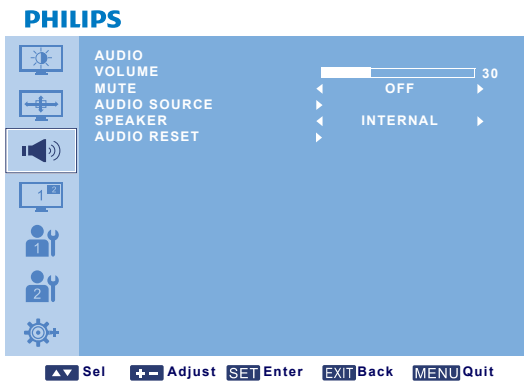 PHILIPS
AUDIO
VOLUME 30
MUTE OFF
AUDIO SOURCE
SPEAKER INTERNAL
AUDIO RESET
1 2
1
2
Sel + - Adjust SET Enter EXIT Back MENU Quit